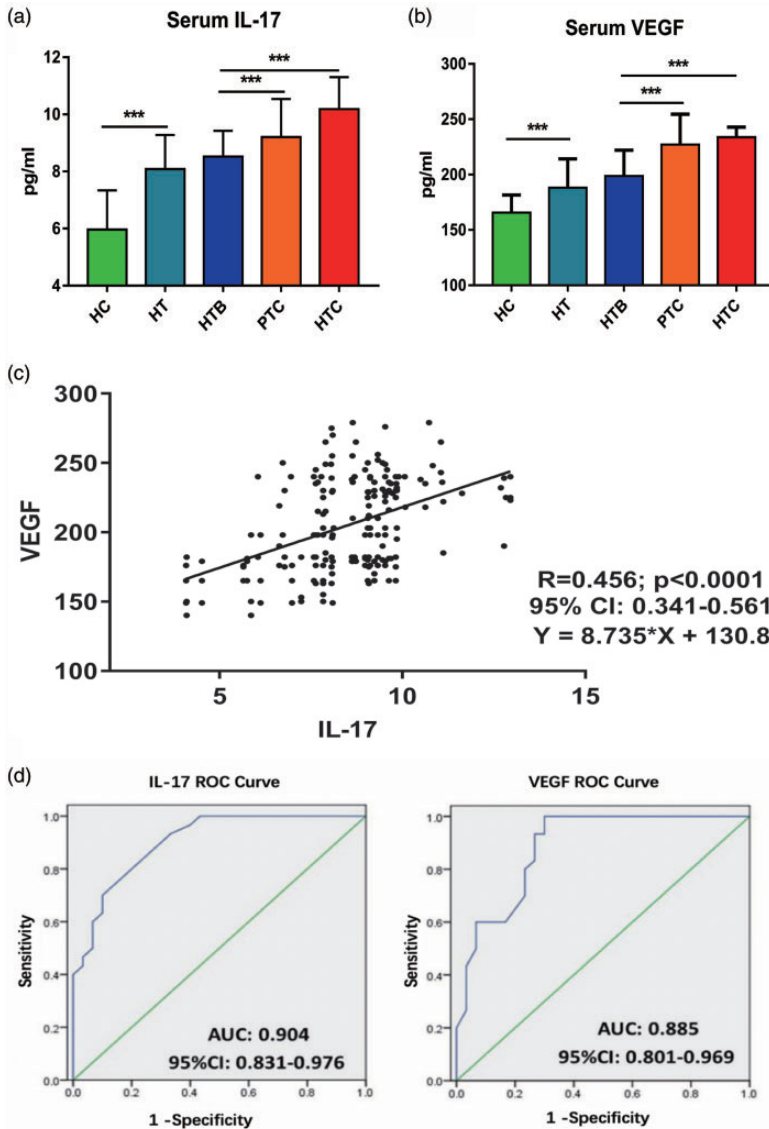 (a)
Serum IL-17
pg/ml
12
10
8
6
4
***
***
***
HC
HT
HTB
PTC
HTC
(b)
Serum VEGF
pg/ml
300
250
200
150
100
***
***
***
HC
HT
HTB
PTC
HTC
(c)
VEGF
300
250
200
150
100
5
10
15
IL-17
R=0.456; p<0.0001
95% CI: 0.341-0.561
Y = 8.735*X + 130.8
(d)
IL-17 ROC Curve
Sensitivity
1.0
0.8
0.6
0.4
0.2
0.0
AUC: 0.904
95%CI: 0.831-0.976
0.0
0.2
0.4
0.6
0.8
1.0
1 -Specificity
VEGF ROC Curve
Sensitivity
1.0
0.8
0.6
0.4
0.2
0.0
AUC: 0.885
95%CI: 0.801-0.969
0.0
0.2
0.4
0.6
0.8
1.0
1 -Specificity